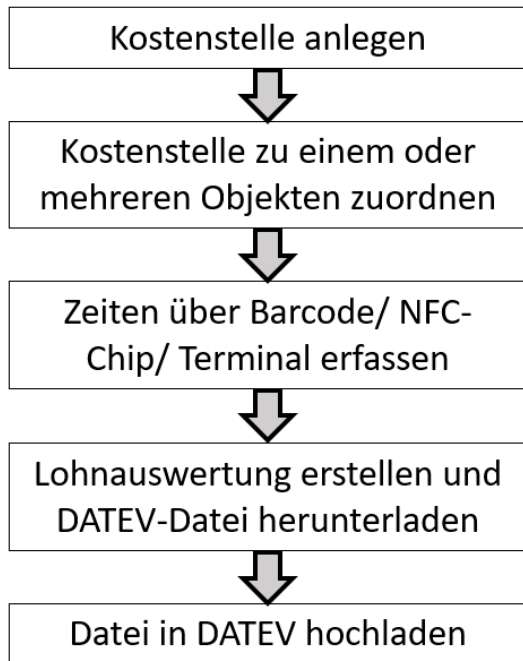 Kostenstelle anlegen
Kostenstelle zu einem oder
mehreren Objekten zuordnen
Zeiten über Barcode/ NFC-
Chip/ Terminal erfassen
Lohnauswertung erstellen und
DATEV-Datei herunterladen
Datei in DATEV hochladen